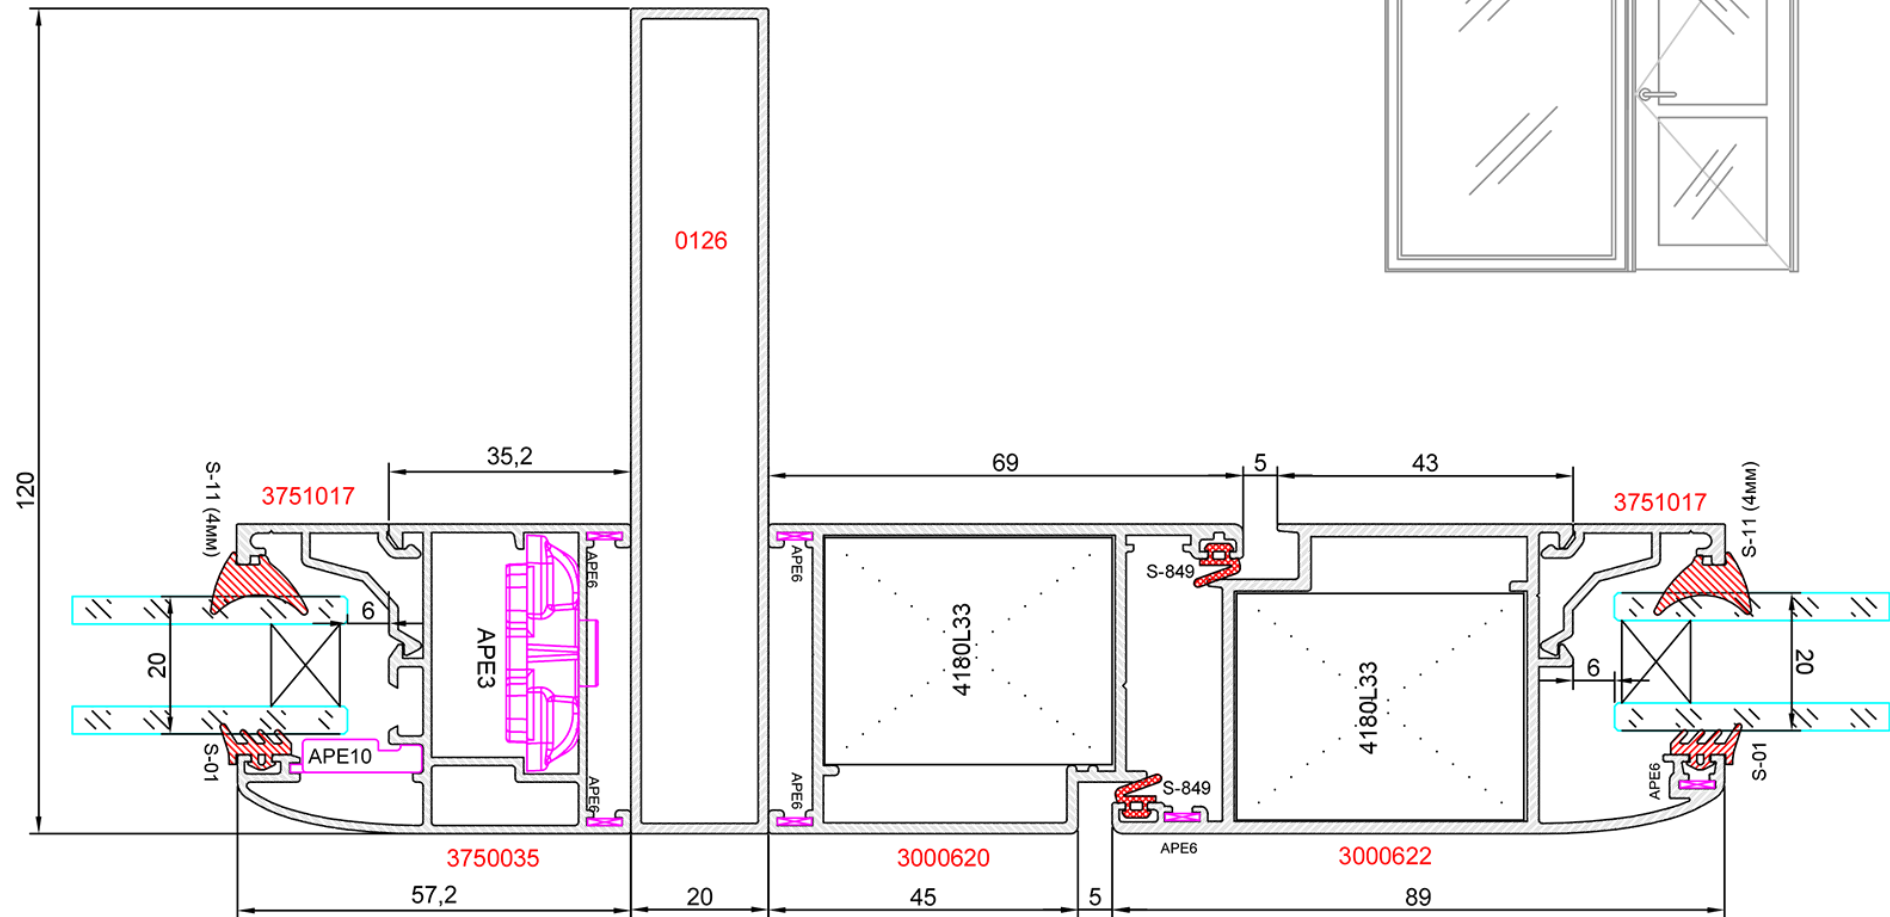 0126
120
35,2
69
5
43
S-11 (4мм)
3751017
3751017
S-11 (4мм)
APE6
APE6
S-849
6
20
APE3
4180L33
4180L33
6
20
S-01
APE10
APE6
APE6
S-849
APE6
APE6
S-01
3750035
3000620
3000622
57,2
20
45
5
89